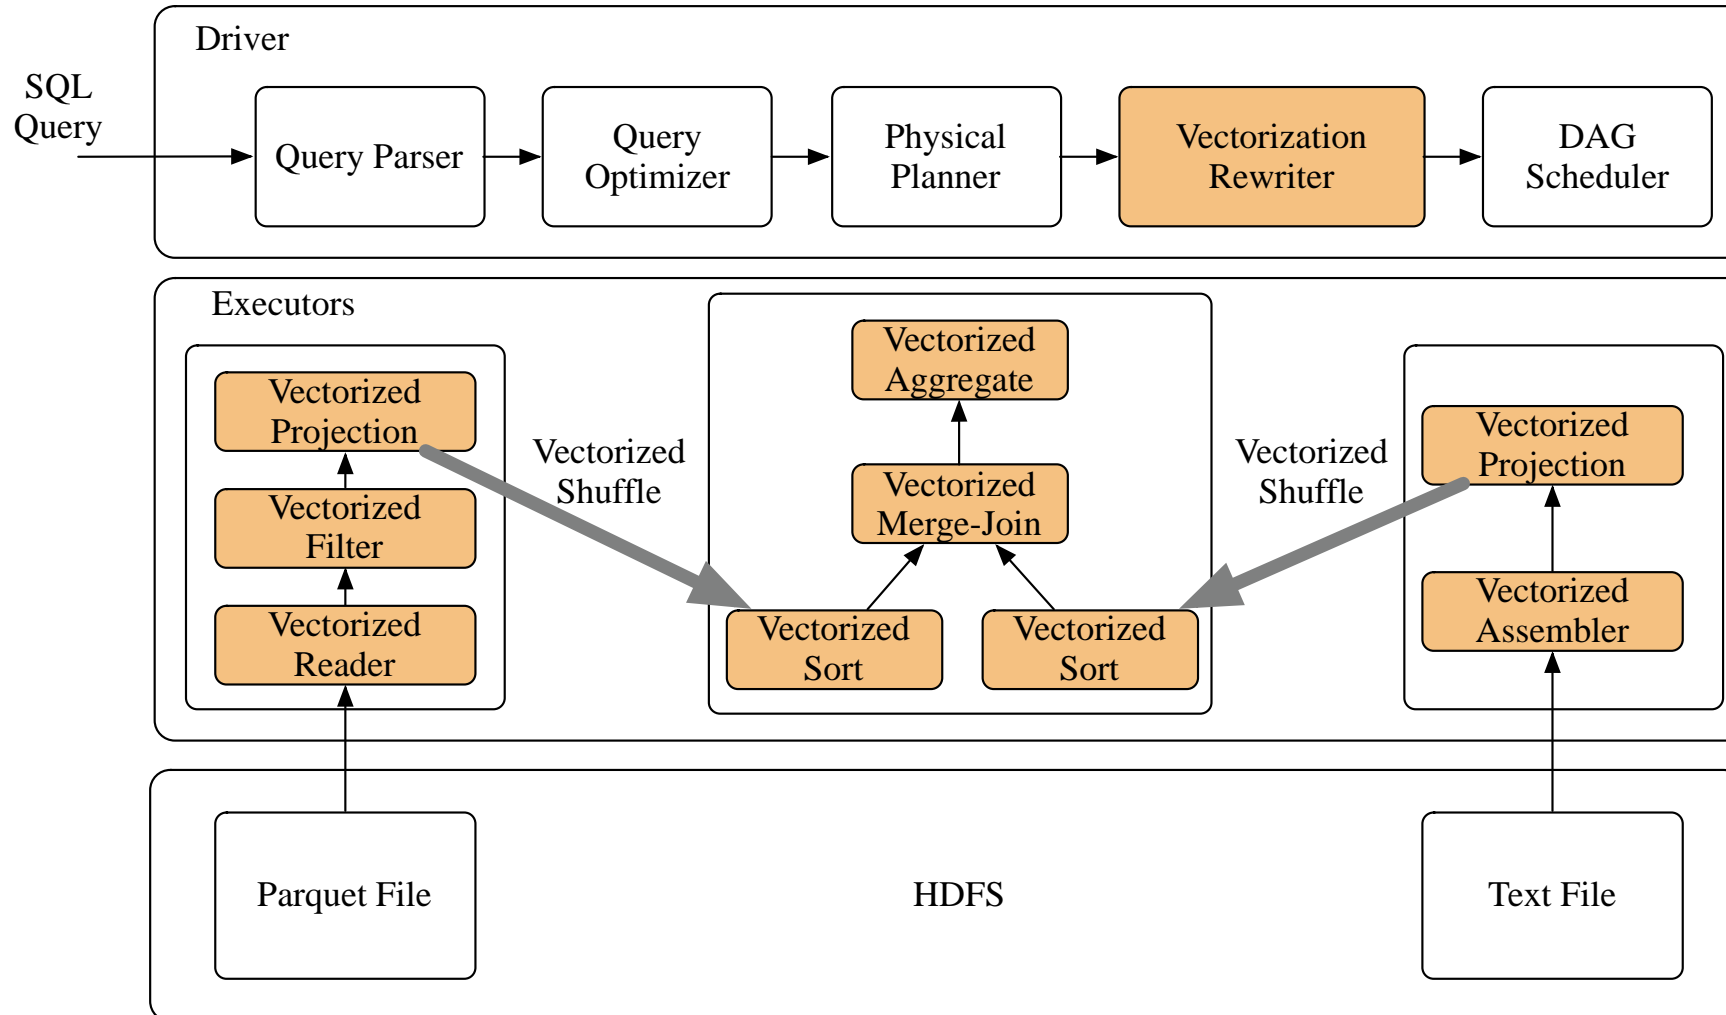 Driver
SQL
Query
Query Parser
Query
Optimizer
Physical
Planner
Vectorization
Rewriter
DAG
Scheduler
Executors
Vectorized
Projection
Vectorized
Filter
Vectorized
Reader
Vectorized
Shuffle
Vectorized
Aggregate
Vectorized
Merge-Join
Vectorized
Sort
Vectorized
Sort
Vectorized
Shuffle
Vectorized
Projection
Vectorized
Assembler
Parquet File
HDFS
Text File